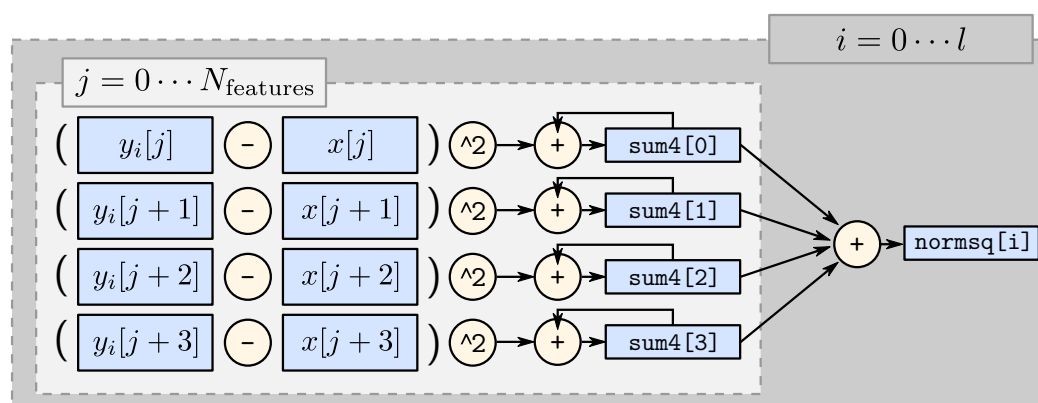 i = 0 ⋯ l
j = 0 ⋯ N_features
( y_i[j] - x[j] ) ^2 + sum4[0]
( y_i[j + 1] - x[j + 1] ) ^2 + sum4[1]
+ normsq[i]
( y_i[j + 2] - x[j + 2] ) ^2 + sum4[2]
( y_i[j + 3] - x[j + 3] ) ^2 + sum4[3]